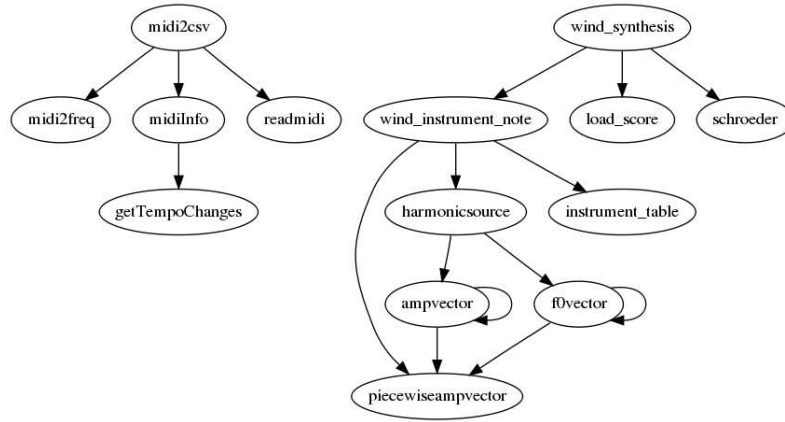 midi2csv
wind_synthesis
midi2freq
midiInfo
readmidi
wind_instrument_note
load_score
schroeder
getTempoChanges
harmonicsource
instrument_table
ampvector
f0vector
piecewiseampvector